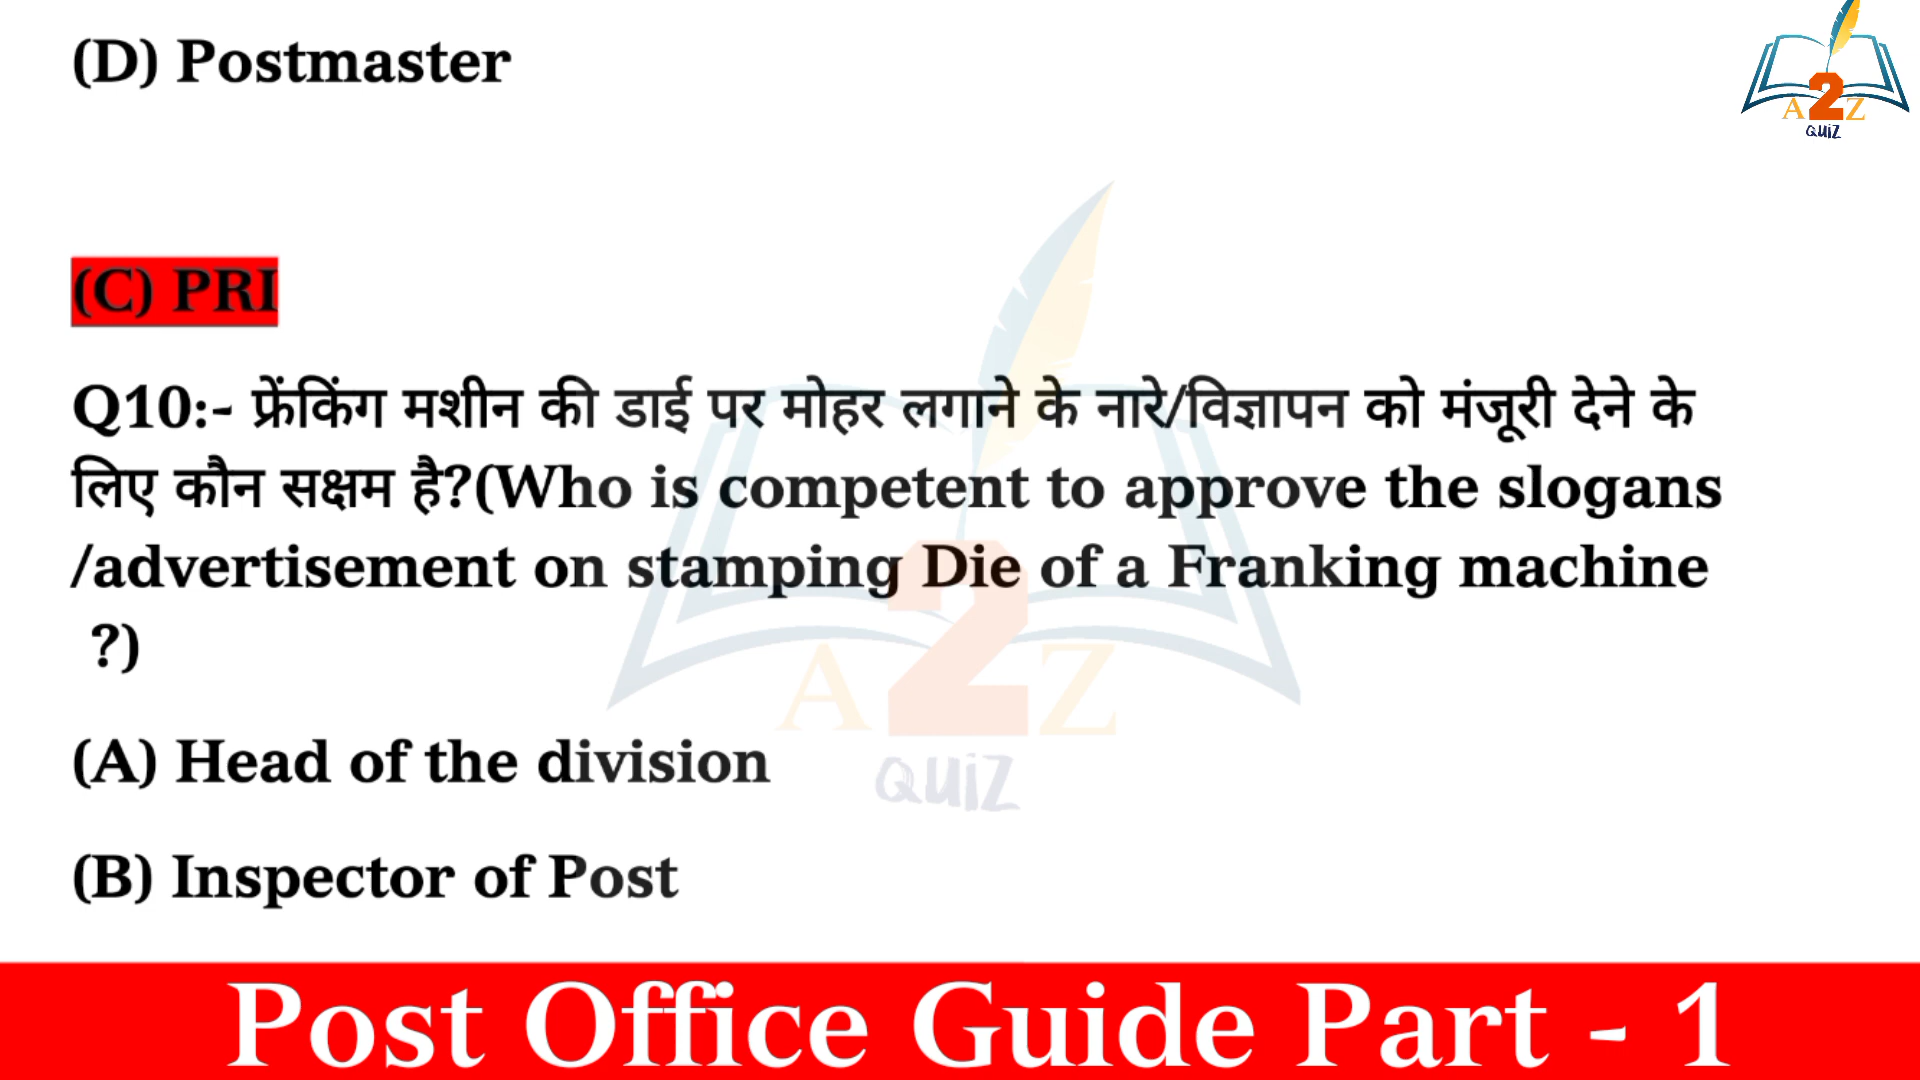 (D) Postmaster
A2Z
QUIZ
(C) PRI
Q10:- फ्रेंकिंग मशीन की डाई पर मोहर लगाने के नारे/विज्ञापन को मंजूरी देने के
लिए कौन सक्षम है?(Who is competent to approve the slogans
/advertisement on stamping Die of a Franking machine
?)
A2Z
QUIZ
(A) Head of the division
(B) Inspector of Post
Post Office Guide Part - 1